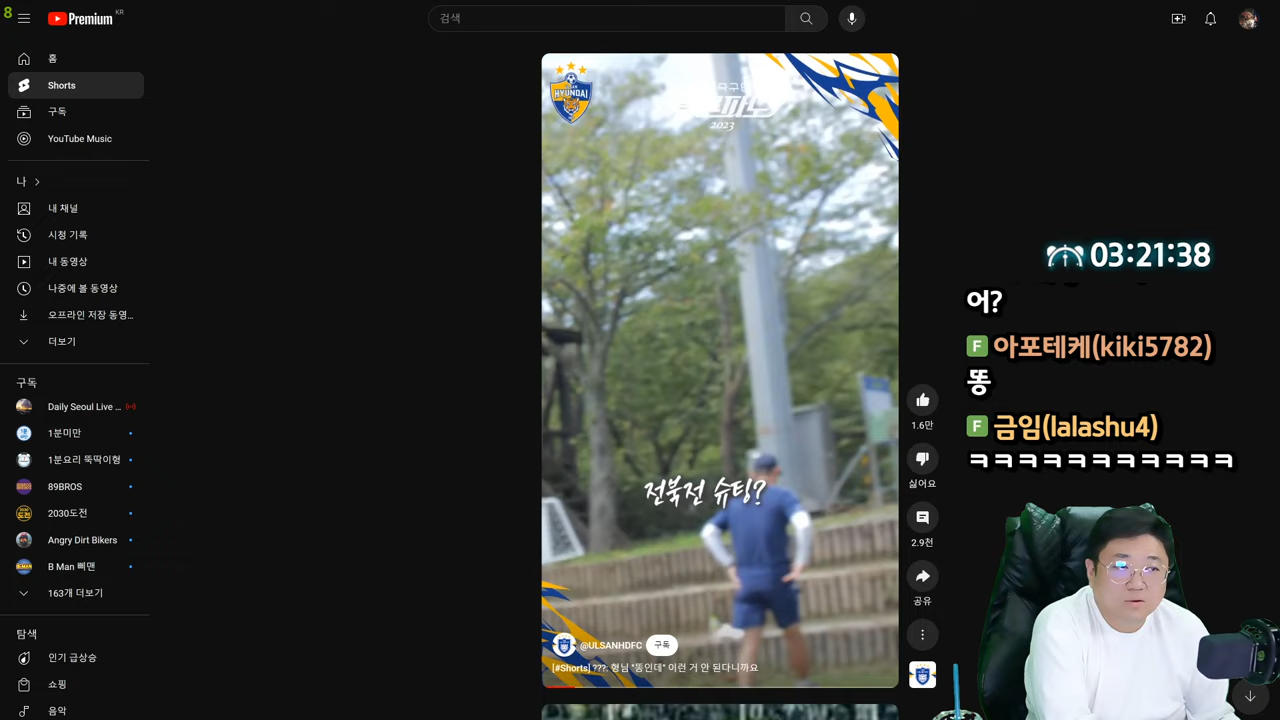 8
Premium
KR
검색
홈
Shorts
구독
YouTube Music
나
내 채널
시청 기록
내 동영상
나중에 볼 동영상
오프라인 저장 동영...
더보기
구독
Daily Seoul Live ...
1분미만
1분요리 뚝딱이형
89BROS
2030도전
Angry Dirt Bikers
B Man 삐맨
163개 더보기
탐색
인기 급상승
쇼핑
음악
HYUNDAI
2023
전북전 슈팅?
@ULSANHDFC
구독
[#Shorts] ???: 형님 "똥인데" 이런 거 안 된다니까요
1.6만
싫어요
2.9천
공유
03:21:38
어?
F 아포테케(kiki5782)
똥
F 금임(lalashu4)
ㅋㅋㅋㅋㅋㅋㅋㅋㅋㅋㅋ